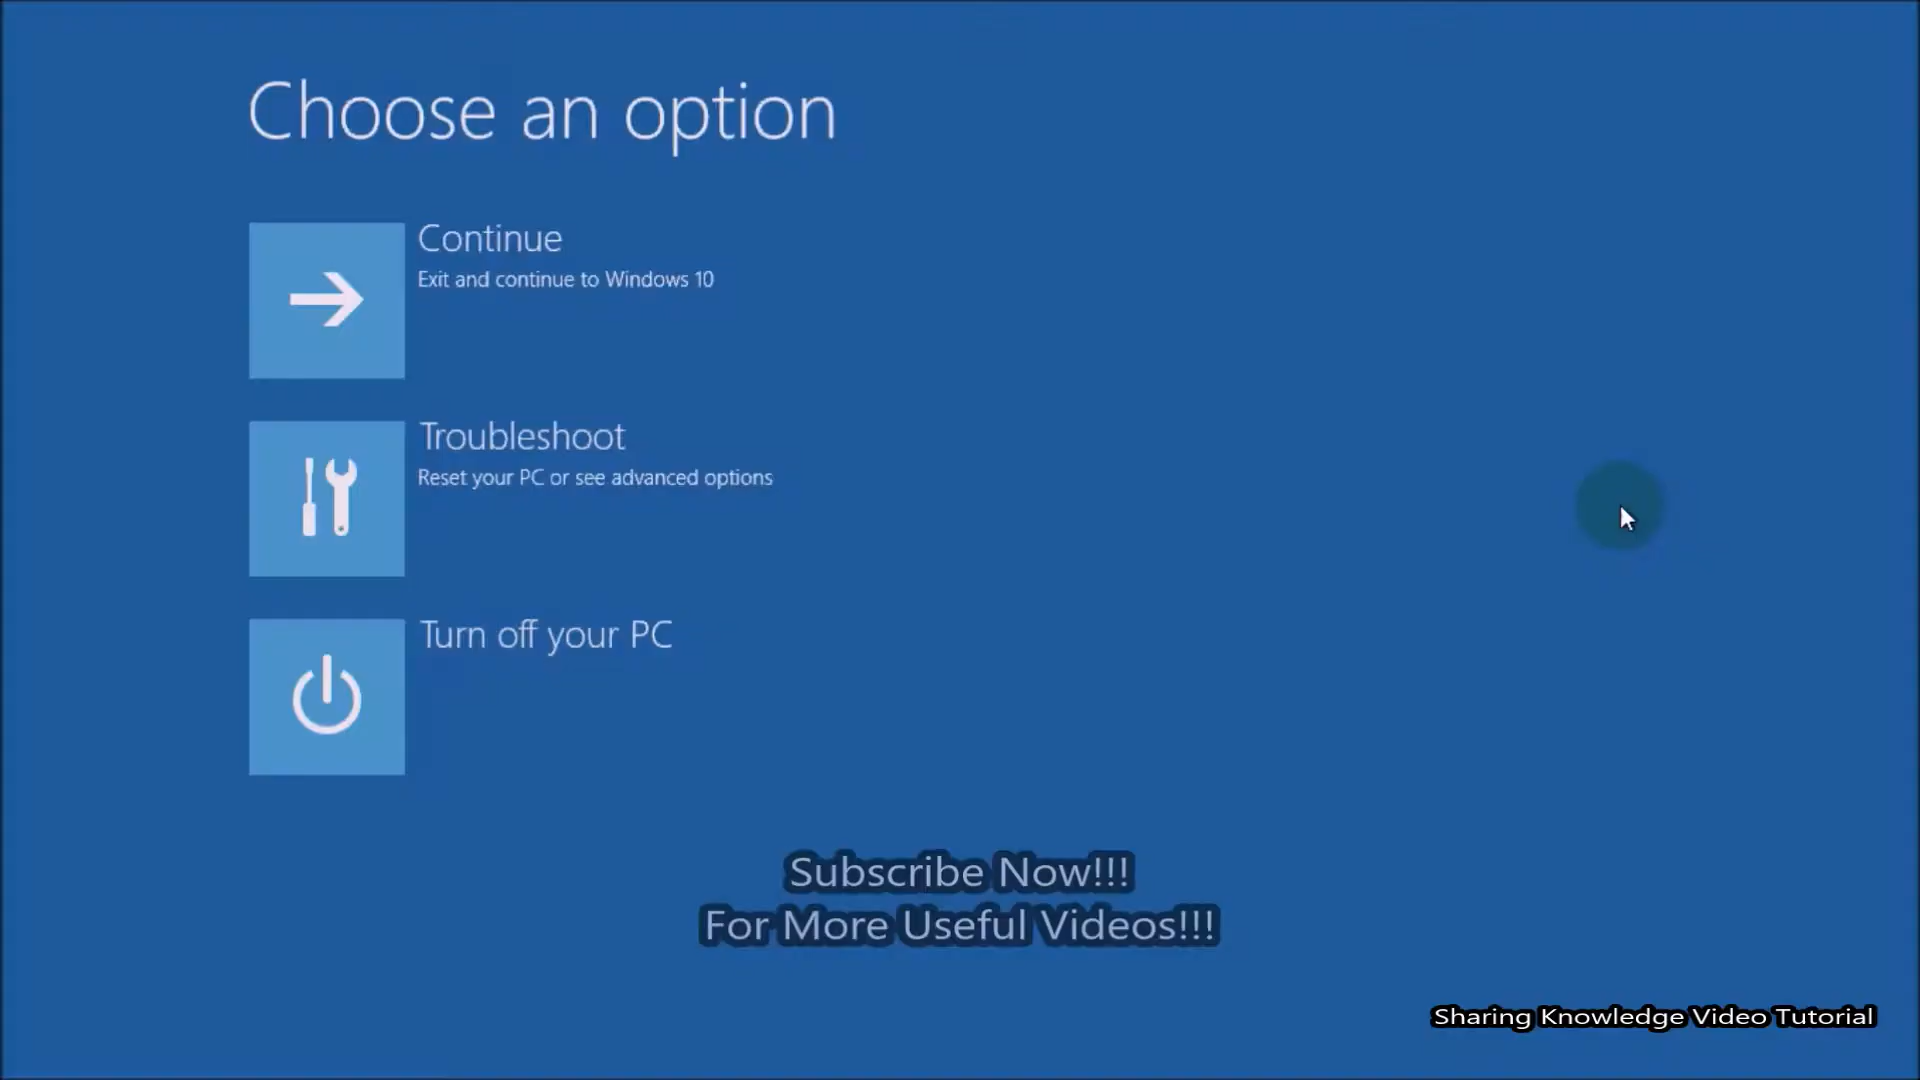 Choose an option
Continue
Exit and continue to Windows 10
Troubleshoot
Reset your PC or see advanced options
Turn off your PC
Subscribe Now!!!
For More Useful Videos!!!
Sharing Knowledge Video Tutorial